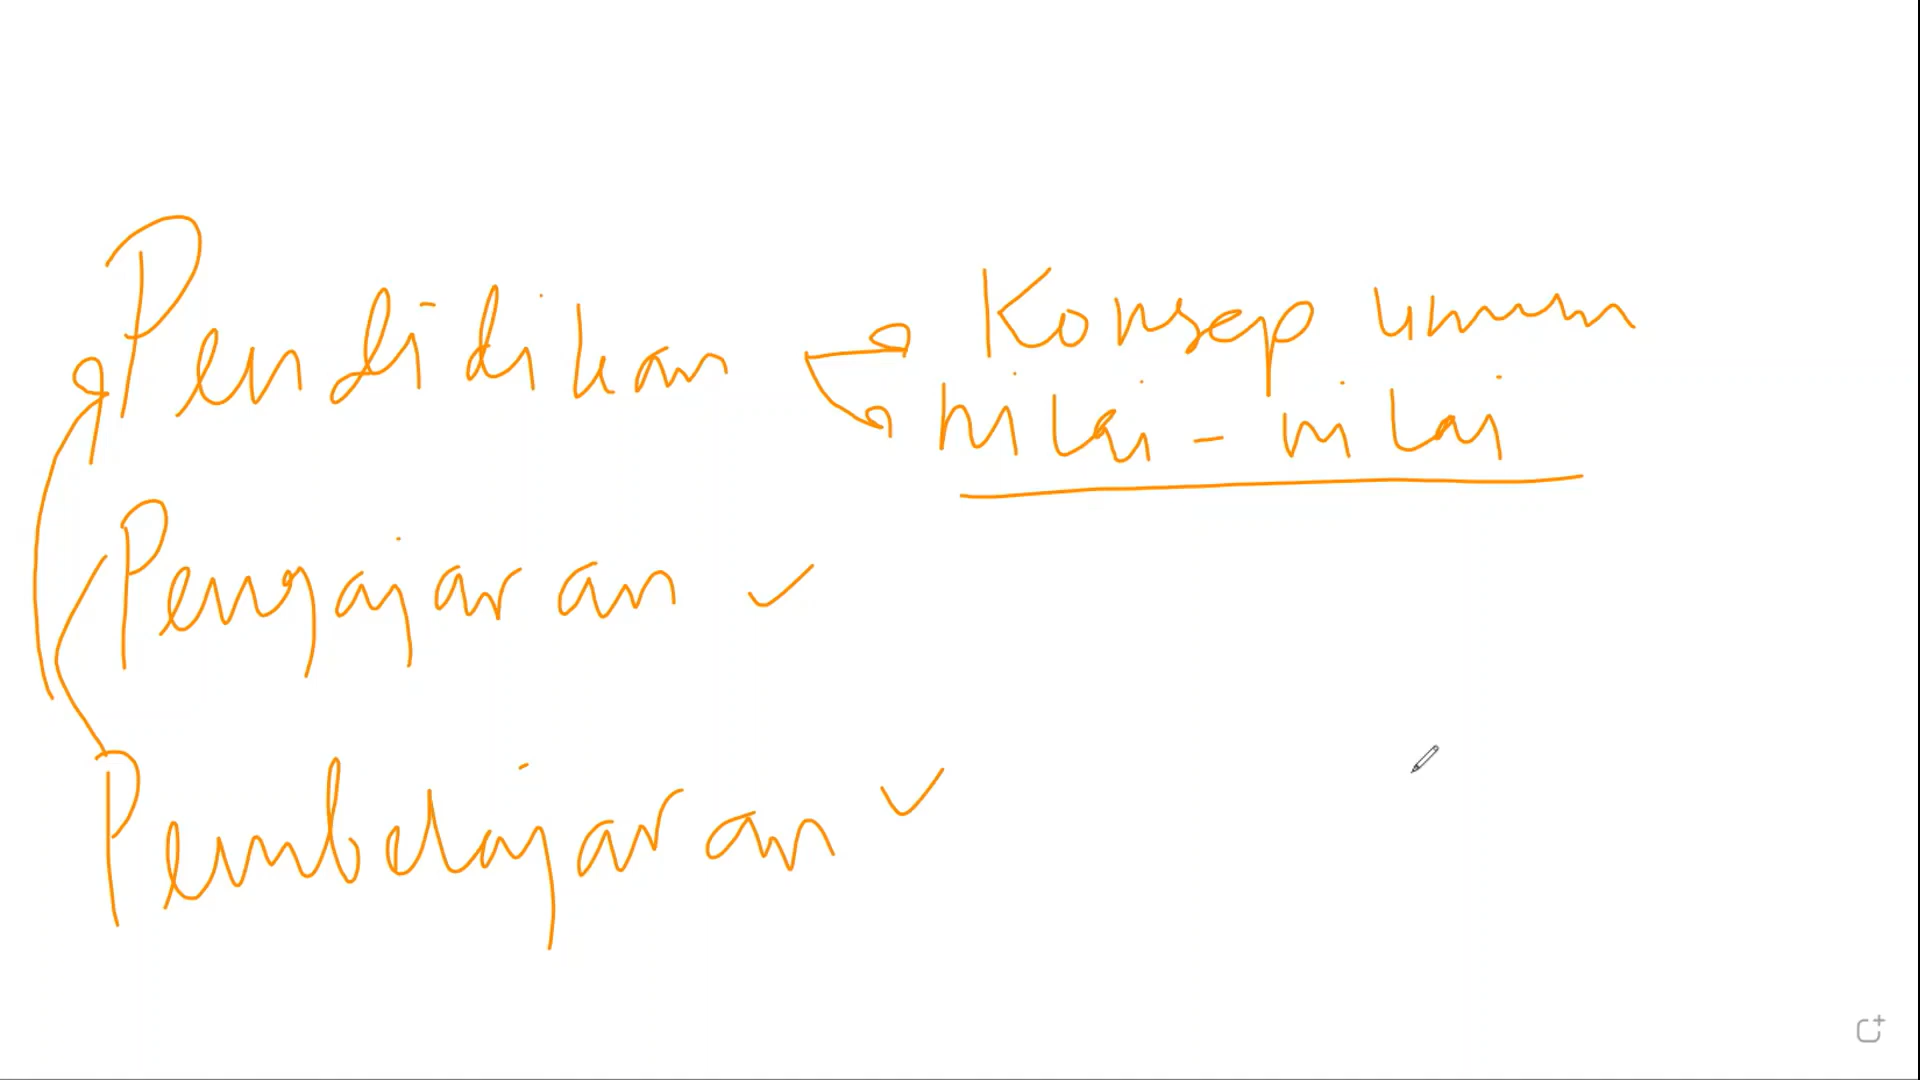 Pendidikan Konsep umum
nilai - nilai
Pengajaran
Pembelajaran